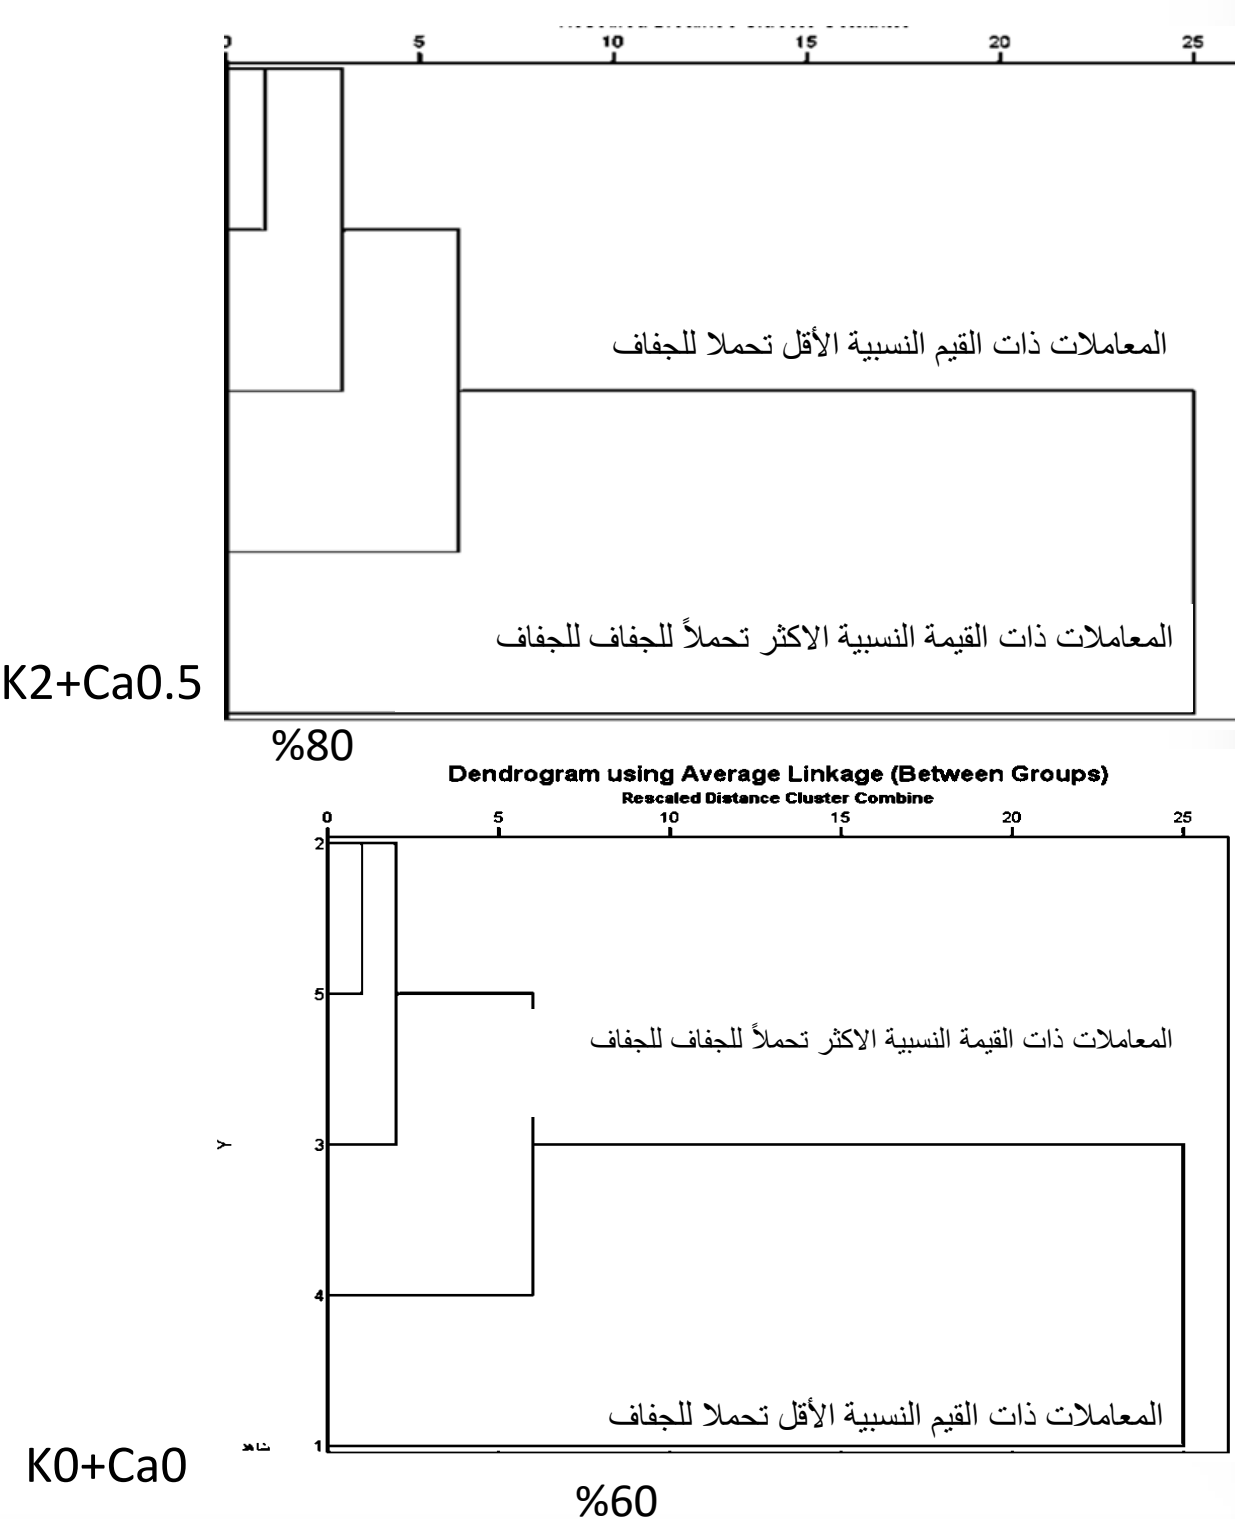 0 5 10 15 20 25
المعاملات ذات القيم النسبية الأقل تحملا للجفاف
المعاملات ذات القيمة النسبية الاكثر تحملاً للجفاف للجفاف
K2+Ca0.5
%80
Dendrogram using Average Linkage (Between Groups)
Rescaled Distance Cluster Combine
0 5 10 15 20 25
2
5
المعاملات ذات القيمة النسبية الاكثر تحملاً للجفاف للجفاف
Y
3
4
المعاملات ذات القيم النسبية الأقل تحملا للجفاف
شاهد 1
K0+Ca0
%60